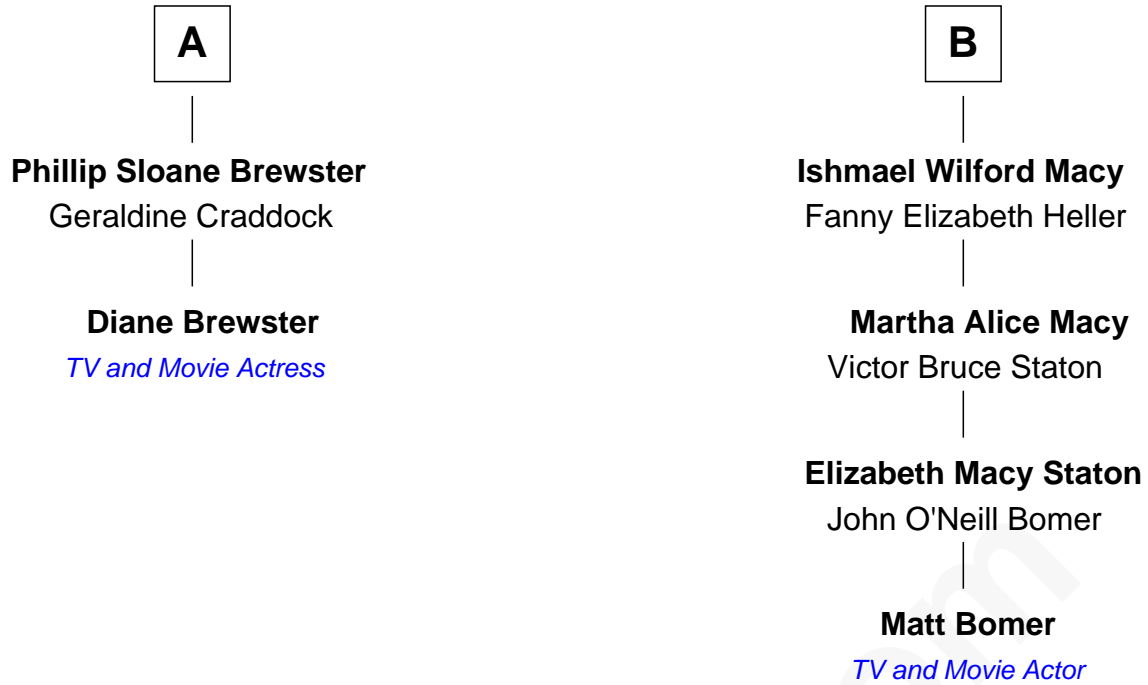 A
Phillip Sloane Brewster
Geraldine Craddock
Diane Brewster
TV and Movie Actress
B
Ishmael Wilford Macy
Fanny Elizabeth Heller
Martha Alice Macy
Victor Bruce Staton
Elizabeth Macy Staton
John O'Neill Bomer
Matt Bomer
TV and Movie Actor
om